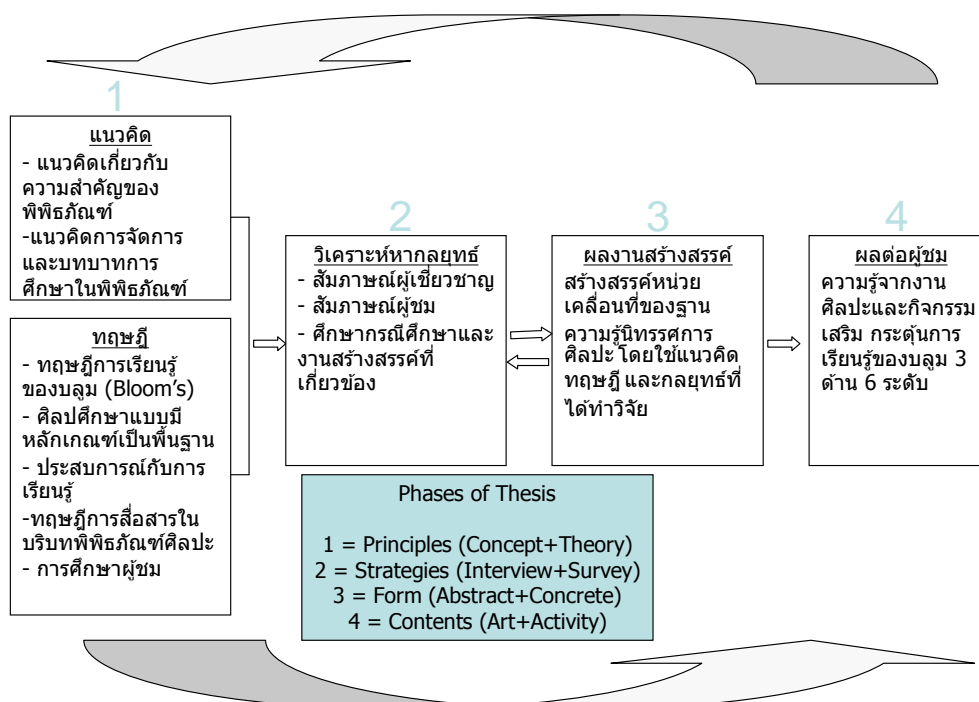 1
แนวคิด
- แนวคิดเกี่ยวกับ
ความสำคัญของ
พิพิธภัณฑ์
-แนวคิดการจัดการ
และบทบาทการ
ศึกษาในพิพิธภัณฑ์
ทฤษฎี
- ทฤษฎีการเรียนรู้
ของบลูม (Bloom's)
- ศิลปศึกษาแบบมี
หลักเกณฑ์เป็นพื้นฐาน
- ประสบการณ์กับการ
เรียนรู้
-ทฤษฎีการสื่อสารใน
บริบทพิพิธภัณฑ์ศิลปะ
- การศึกษาผู้ชม
2
วิเคราะห์หากลยุทธ์
- สัมภาษณ์ผู้เชี่ยวชาญ
- สัมภาษณ์ผู้ชม
- ศึกษากรณีศึกษาและ
งานสร้างสรรค์ที่
เกี่ยวข้อง
3
ผลงานสร้างสรรค์
สร้างสรรค์หน่วย
เคลื่อนที่ของฐาน
ความรู้นิทรรศการ
ศิลปะ โดยใช้แนวคิด
ทฤษฎี และกลยุทธ์ที่
ได้ทำวิจัย
4
ผลต่อผู้ชม
ความรู้จากงาน
ศิลปะและกิจกรรม
เสริม กระตุ้นการ
เรียนรู้ของบลูม 3
ด้าน 6 ระดับ
Phases of Thesis
1 = Principles (Concept+Theory)
2 = Strategies (Interview+Survey)
3 = Form (Abstract+Concrete)
4 = Contents (Art+Activity)